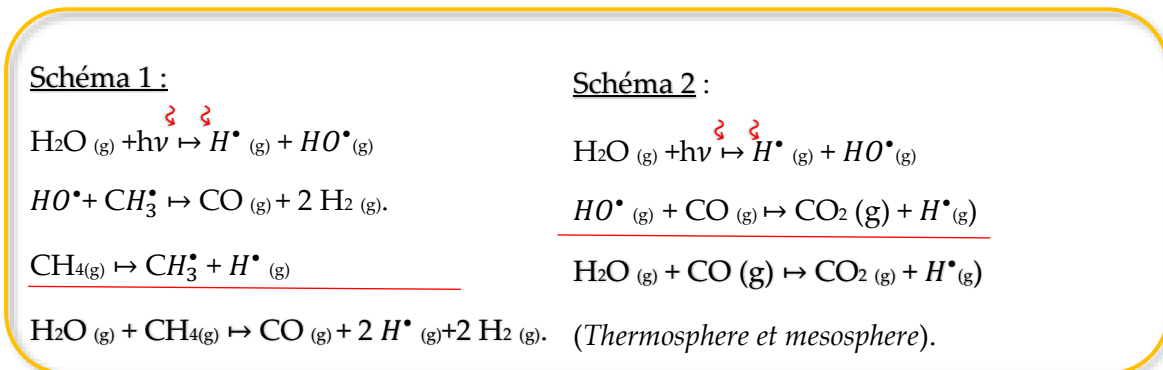 Schéma 1 :
H₂O (g) +hν ↦ H• (g) + HO•(g)
HO•+ CH₃• ↦ CO (g) + 2 H₂ (g).
CH₄(g) ↦ CH₃• + H• (g)
H₂O (g) + CH₄(g) ↦ CO (g) + 2 H• (g)+2 H₂ (g).
Schéma 2 :
H₂O (g) +hν ↦ H• (g) + HO•(g)
HO• (g) + CO (g) ↦ CO₂ (g) + H•(g))
H₂O (g) + CO (g) ↦ CO₂ (g) + H•(g))
(Thermosphere et mesosphere).